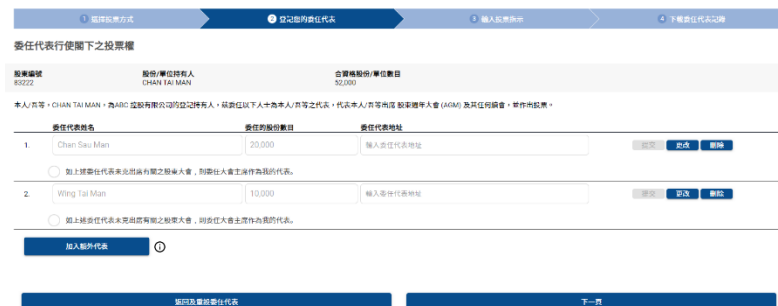 1 選擇投票方式
2 登記您的委任代表
3 輸入投票指示
4 下載委任代表記錄
委任代表行使閣下之投票權
股東編號 股份/單位持有人 合資格股份/單位數目
83222 CHAN TAI MAN 52,000
本人/吾等,CHAN TAI MAN,為ABC 控股有限公司的登記持有人,茲委任以下人士為本人/吾等之代表,代表本人/吾等出席 股東週年大會 (AGM) 及其任何續會,並作出投票。
委任代表姓名 委任的股份數目 委任代表地址
1. Chan Sau Man 20,000 輸入委任代表地址 提交 更改 刪除
如上述委任代表未克出席有關之股東大會,則委任大會主席作為我的代表。
2. Wing Tai Man 10,000 輸入委任代表地址 提交 更改 刪除
如上述委任代表未克出席有關之股東大會,則委任大會主席作為我的代表。
加入額外代表
返回及重設委任代表 下一頁